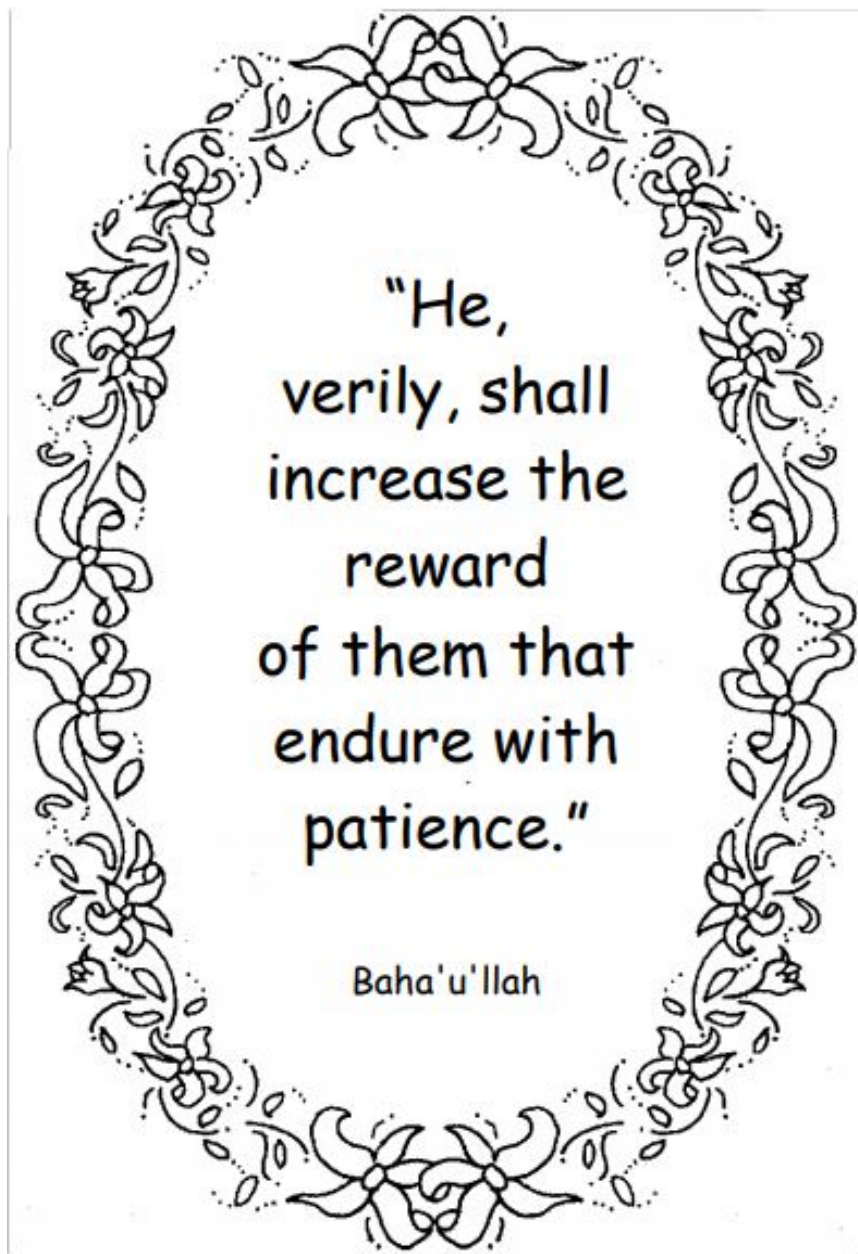 “He,
verily, shall
increase the
reward
of them that
endure with
patience.”
Baha'u'llah